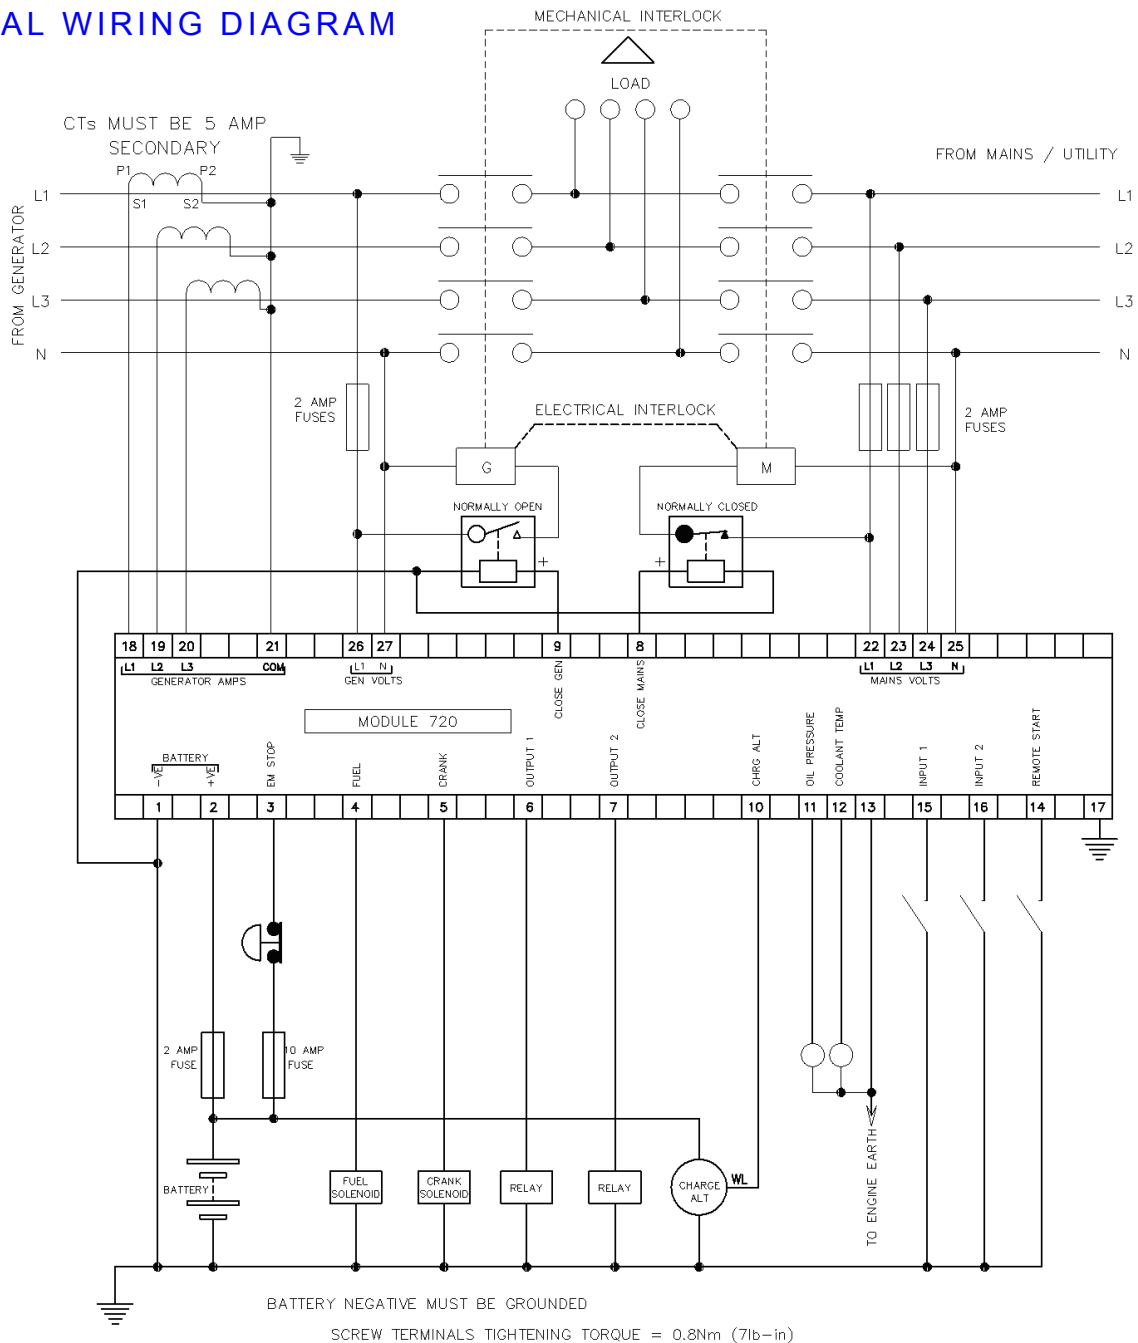 AL WIRING DIAGRAM
MECHANICAL INTERLOCK
LOAD
CTs MUST BE 5 AMP
SECONDARY
P1 P2
S1 S2
FROM MAINS / UTILITY
FROM GENERATOR
L1 L1
L2 L2
L3 L3
N N
2 AMP
FUSES
ELECTRICAL INTERLOCK
2 AMP
FUSES
G M
NORMALLY OPEN NORMALLY CLOSED
+ +
18 19 20 21 26 27 9 8 22 23 24 25
L1 L2 L3 COM L1 N L1 L2 L3 N
GENERATOR AMPS GEN VOLTS MAINS VOLTS
CLOSE GEN
CLOSE MAINS
MODULE 720
BATTERY
-VE
+VE
EM STOP
FUEL
CRANK
OUTPUT 1
OUTPUT 2
CHRG ALT
OIL PRESSURE
COOLANT TEMP
INPUT 1
INPUT 2
REMOTE START
1 2 3 4 5 6 7 10 11 12 13 15 16 14 17
2 AMP
FUSE
10 AMP
FUSE
BATTERY
FUEL
SOLENOID
CRANK
SOLENOID
RELAY
RELAY
CHARGE
ALT
WL
TO ENGINE EARTH
BATTERY NEGATIVE MUST BE GROUNDED
SCREW TERMINALS TIGHTENING TORQUE = 0.8Nm (7lb-in)